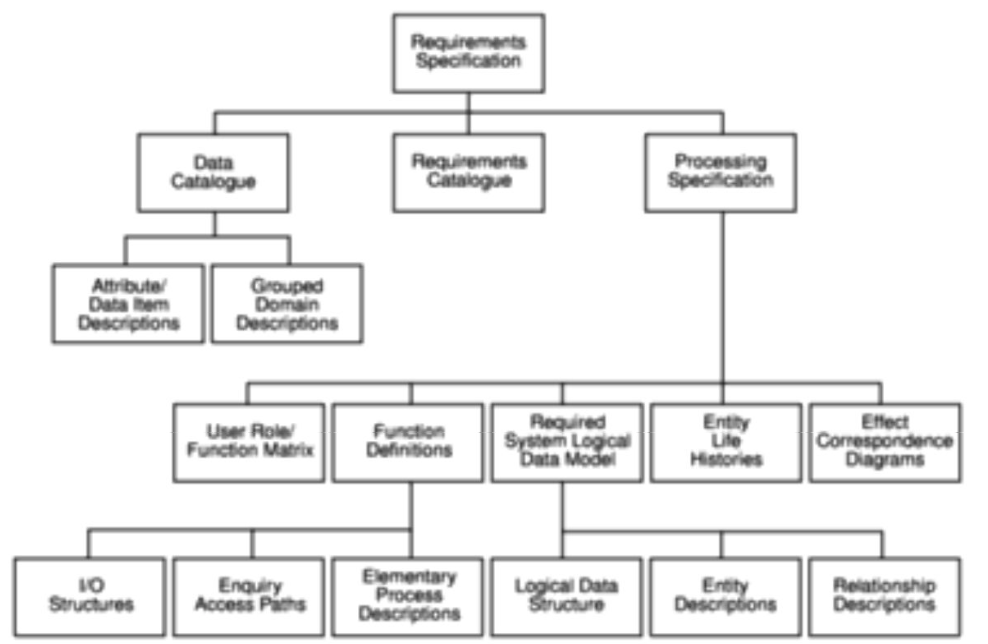 Requirements
Specification
Data
Catalogue
Requirements
Catalogue
Processing
Specification
Attribute/
Data Item
Descriptions
Grouped
Domain
Descriptions
User Role/
Function Matrix
Function
Definitions
Required
System Logical
Data Model
Entity
Life
Histories
Effect
Correspondence
Diagrams
I/O
Structures
Enquiry
Access Paths
Elementary
Process
Descriptions
Logical Data
Structure
Entity
Descriptions
Relationship
Descriptions